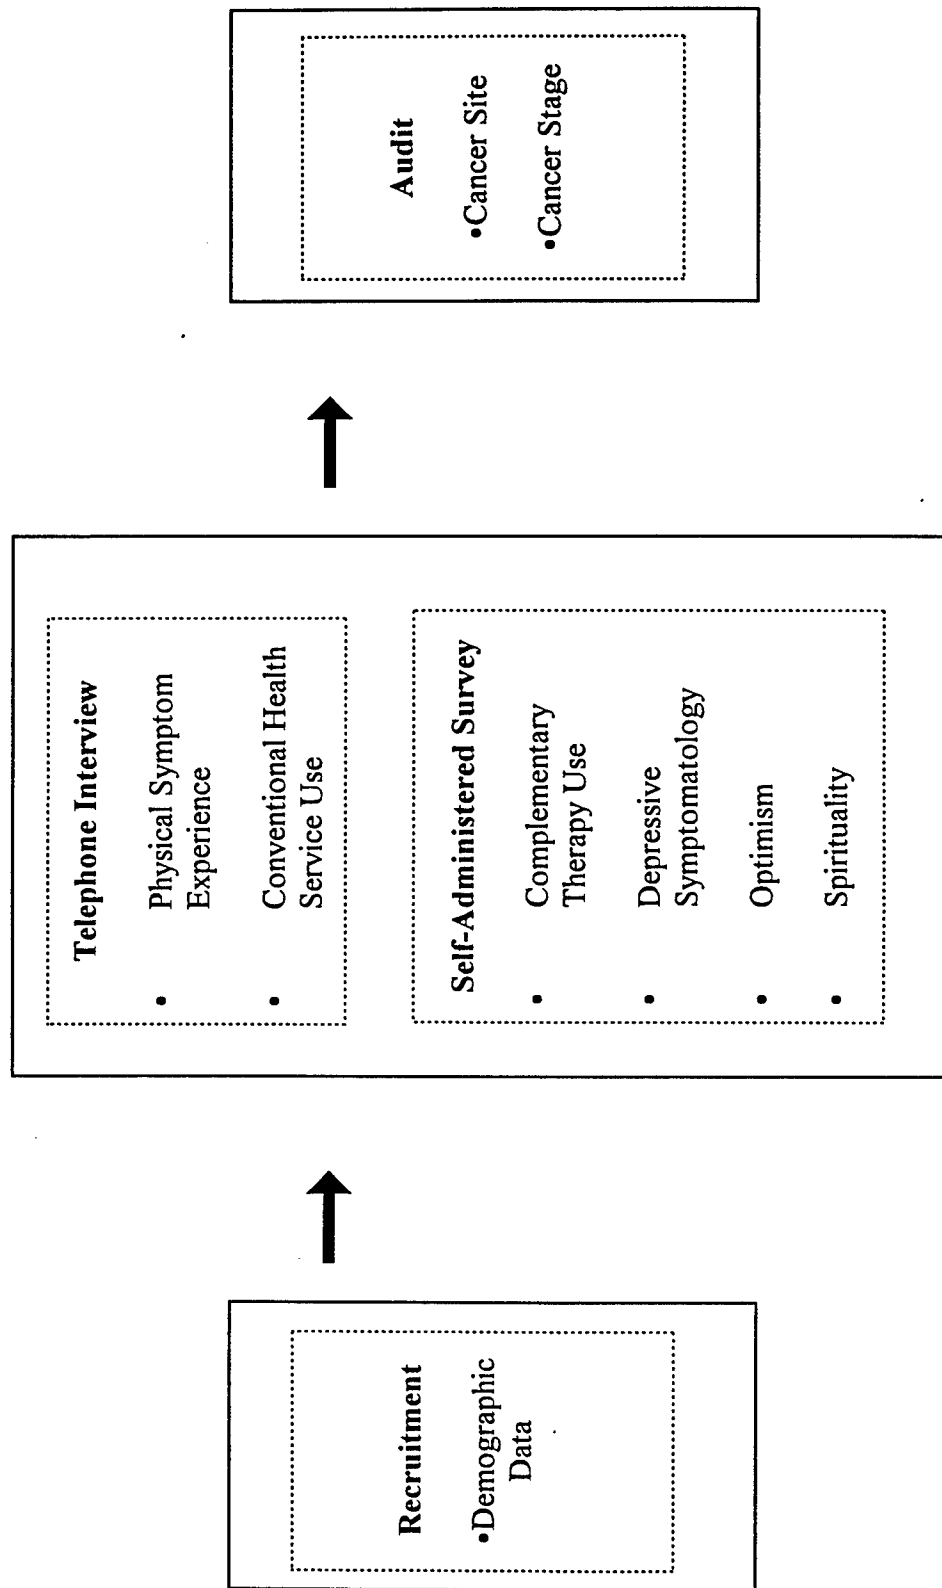 Recruitment
•Demographic
Data
Telephone Interview
• Physical Symptom
Experience
• Conventional Health
Service Use
Self-Administered Survey
• Complementary
Therapy Use
• Depressive
Symptomatology
• Optimism
• Spirituality
Audit
•Cancer Site
•Cancer Stage